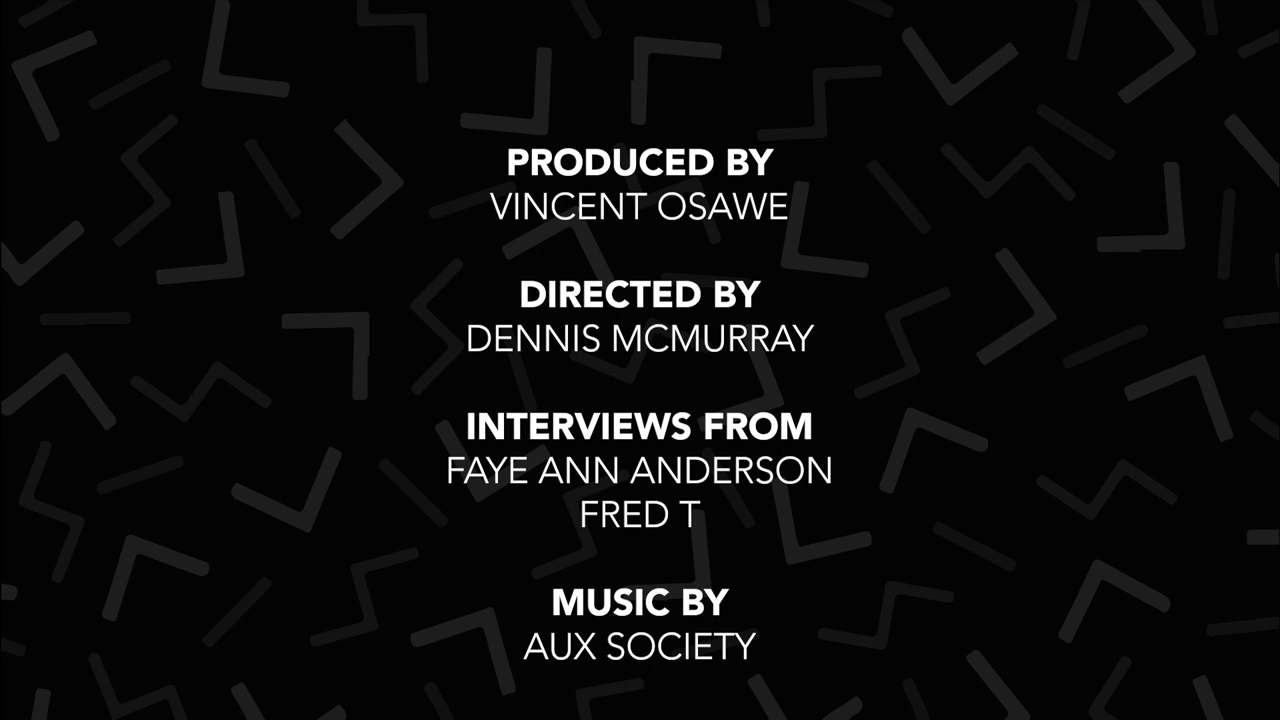 PRODUCED BY
VINCENT OSAWE
DIRECTED BY
DENNIS MCMURRAY
INTERVIEWS FROM
FAYE ANN ANDERSON
FRED T
MUSIC BY
AUX SOCIETY